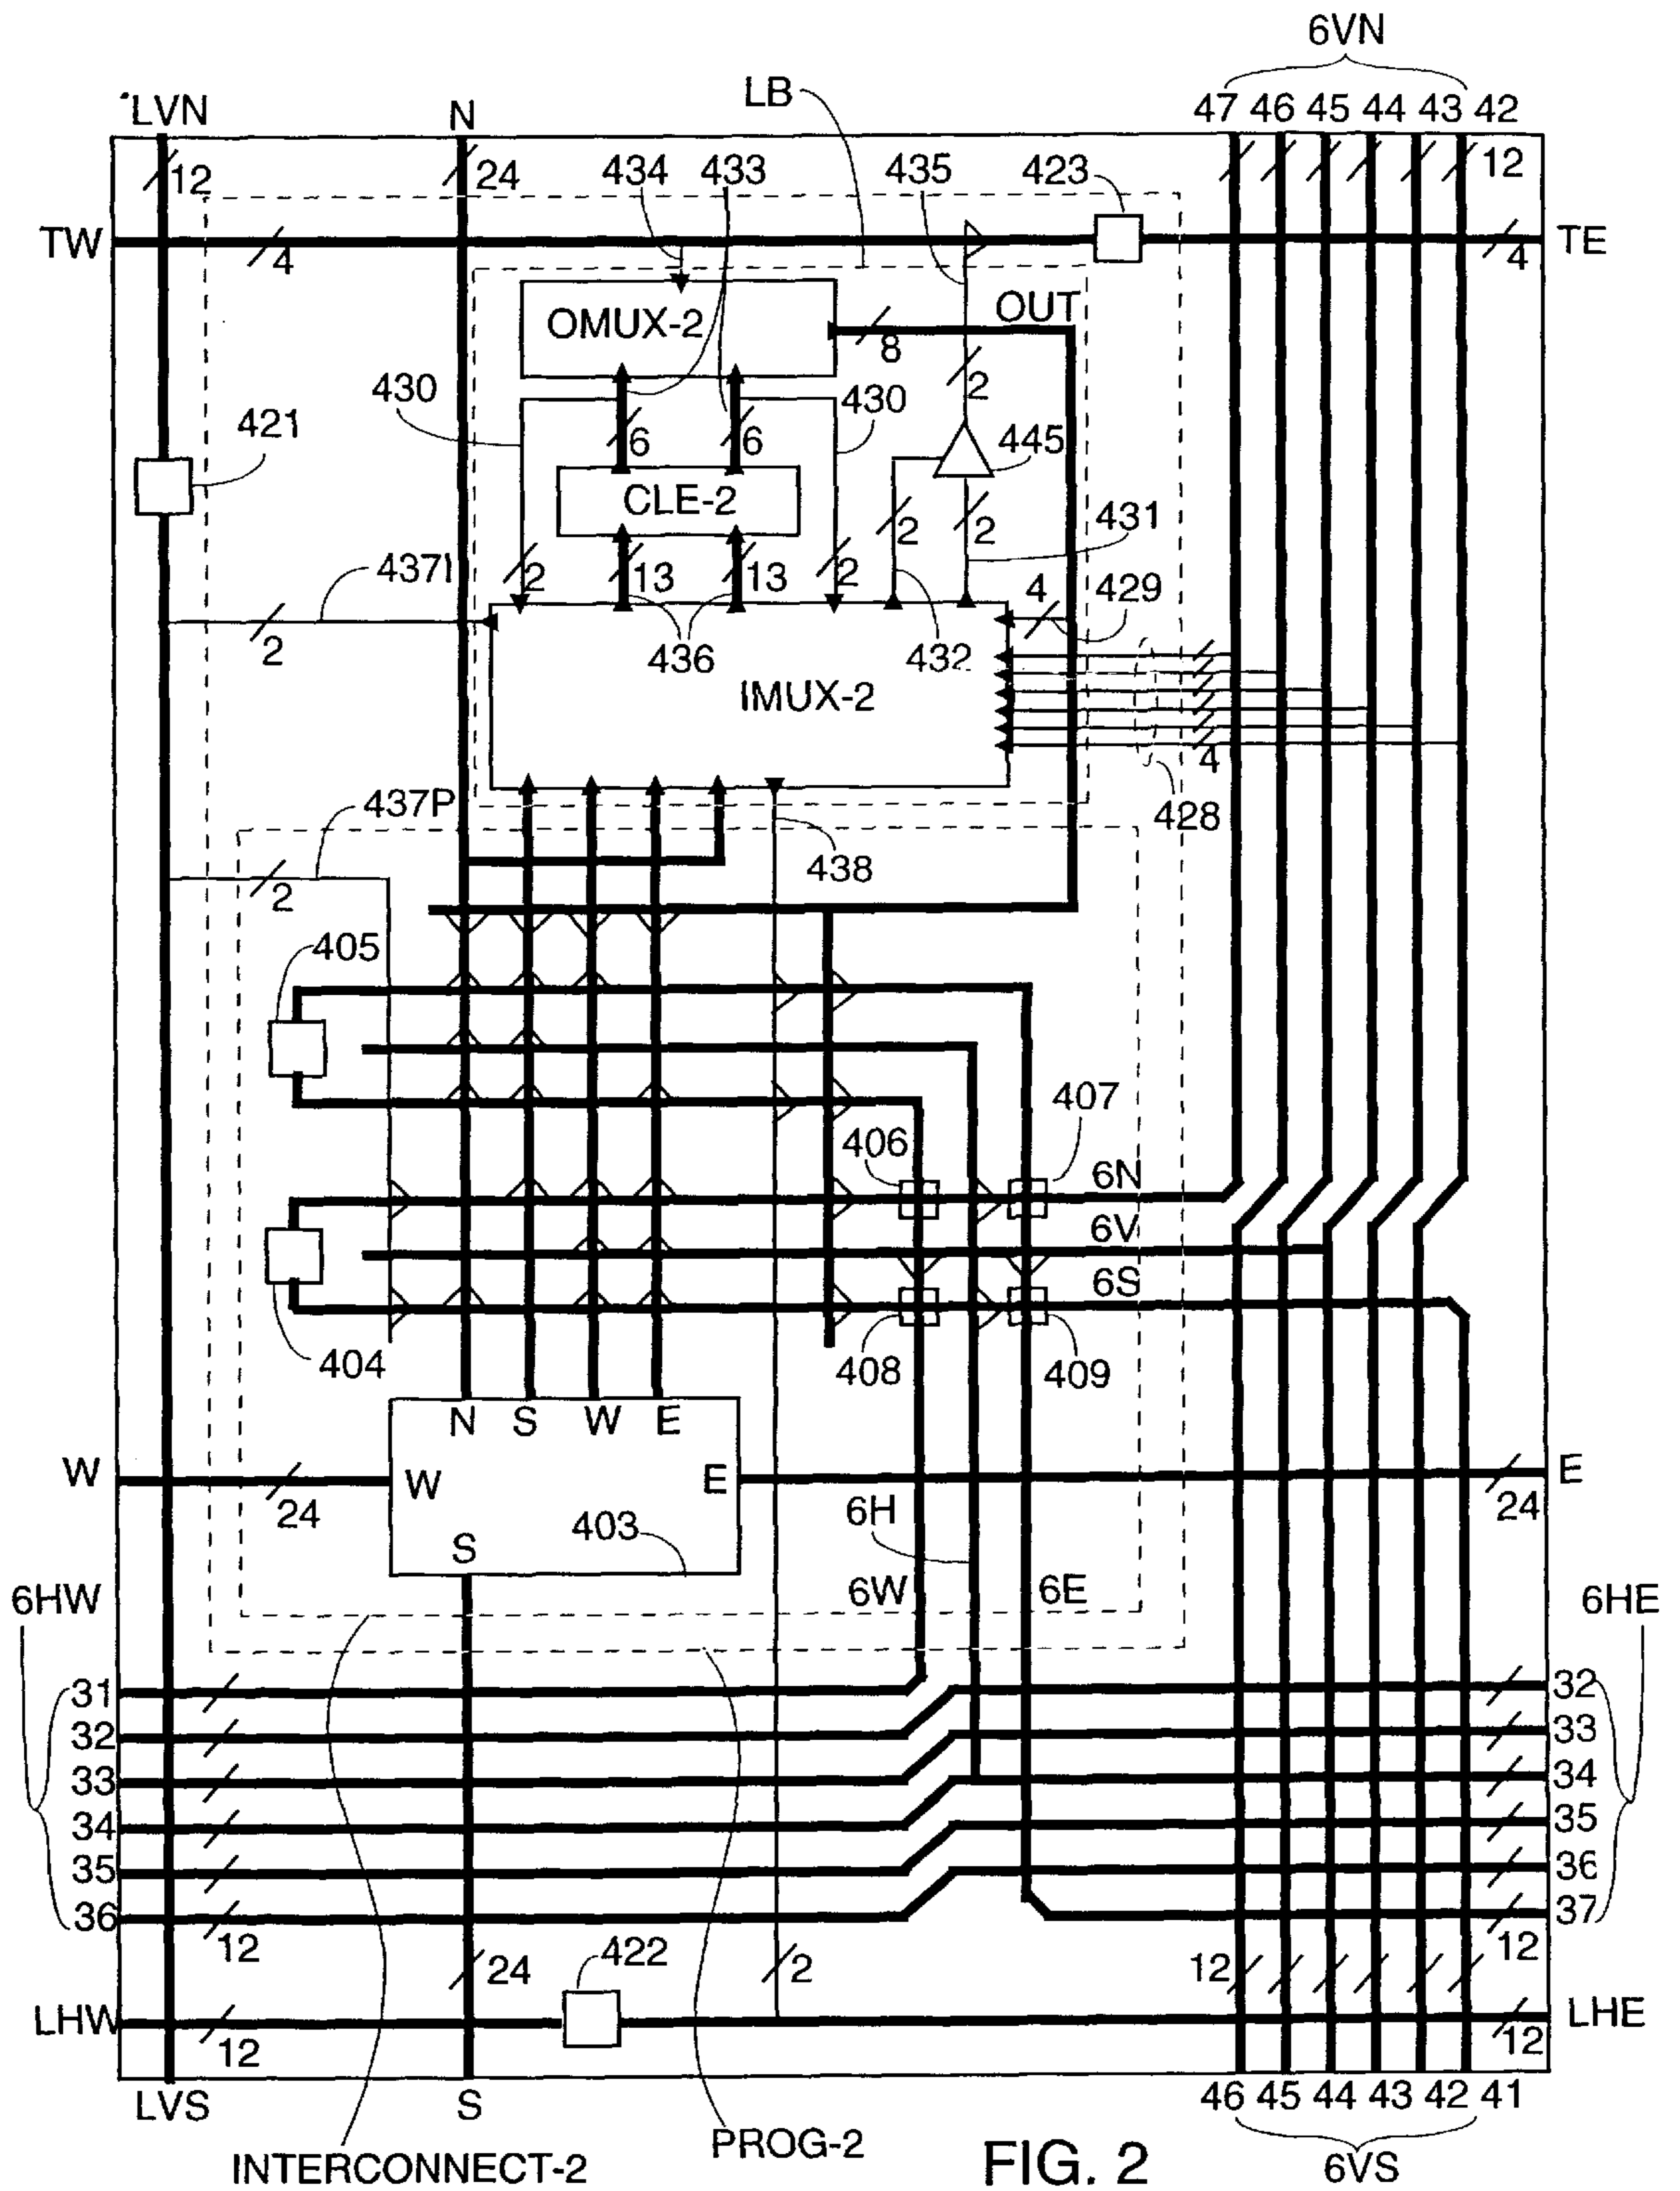 6VN
LB
LVN
N
47 46 45 44 43 42
12
24
434
433
435
423
12
TW
4
4
TE
OMUX-2
OUT
8
2
430
430
421
6
6
445
CLE-2
2
2
431
437I
2
13
13
2
4
429
2
436
432
IMUX-2
4
437P
428
2
438
405
407
406
6N
6V
6S
404
408
409
N S W E
W
W
E
E
24
24
6H
403
S
6HW
6W
6E
6HE
31
32
32
33
33
34
34
35
35
36
36
37
12
12
422
24
2
12
LHW
LHE
12
12
LVS
S
46 45 44 43 42 41
PROG-2
INTERCONNECT-2
FIG. 2
6VS